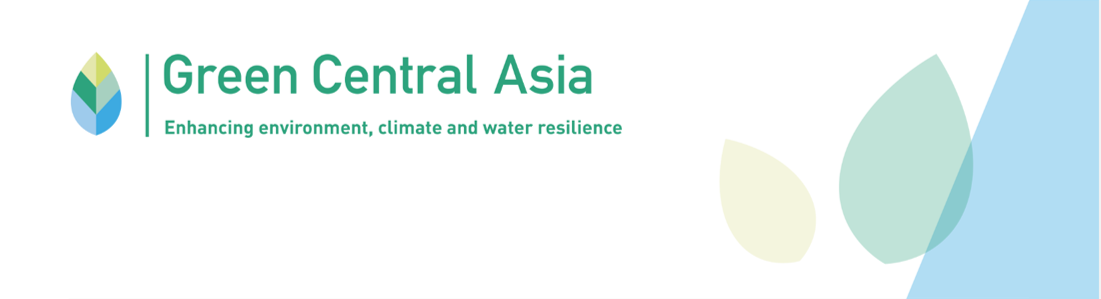 Green Central Asia
Enhancing environment, climate and water resilience